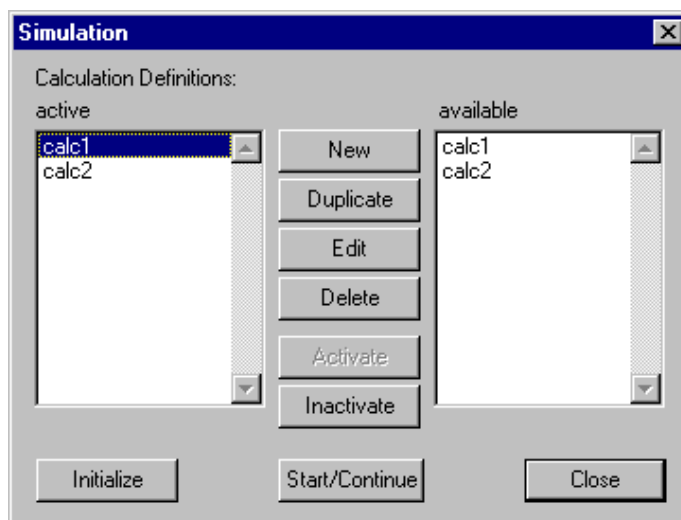 Simulation
Calculation Definitions:
active
available
calc1
calc2
New
Duplicate
Edit
Delete
Activate
Inactivate
calc1
calc2
Initialize
Start/Continue
Close